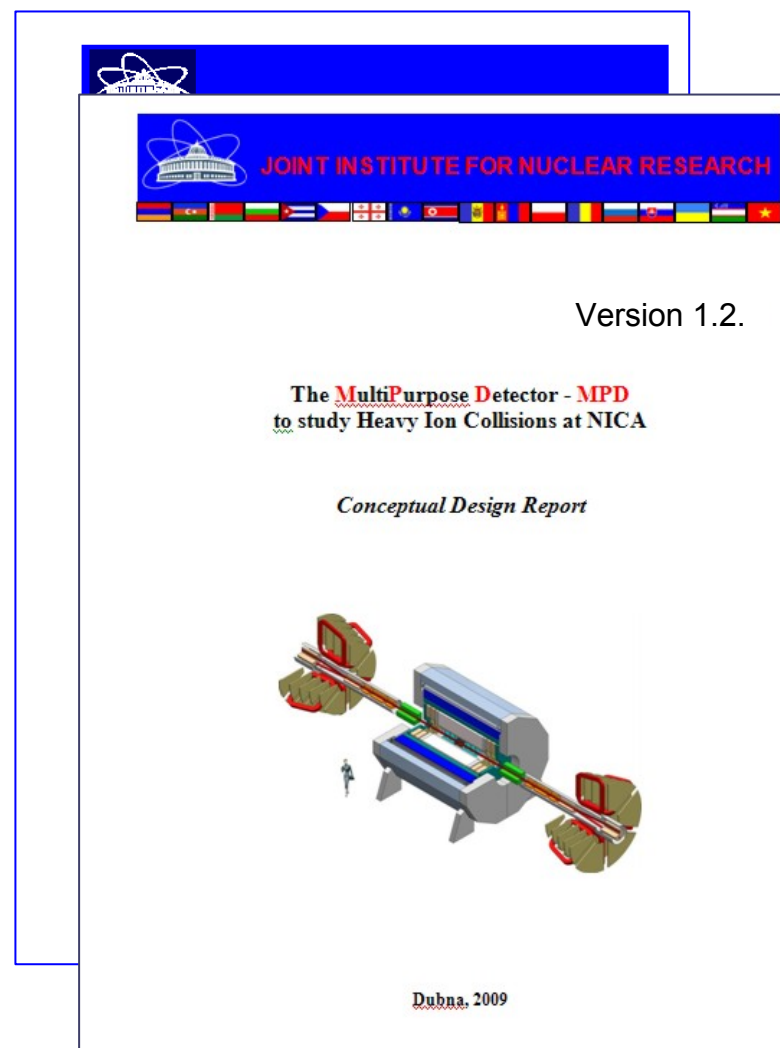 JOINT INSTITUTE FOR NUCLEAR RESEARCH
Version 1.2.
The MultiPurpose Detector - MPD
to study Heavy Ion Collisions at NICA
Conceptual Design Report
Dubna, 2009